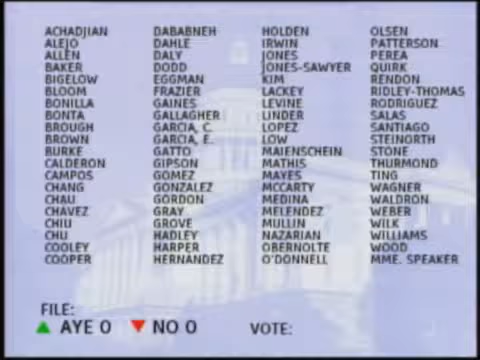 ACHADJIAN DABABNEH HOLDEN OLSEN
ALEJO DAHLE IRWIN PATTERSON
ALLEN DALY JONES PEREA
BAKER DODD JONES-SAWYER QUIRK
BIGELOW EGGMAN KIM RENDON
BLOOM FRAZIER LACKEY RIDLEY-THOMAS
BONILLA GAINES LEVINE RODRIGUEZ
BONTA GALLAGHER LINDER SALAS
BROUGH GARCIA, C. LOPEZ SANTIAGO
BROWN GARCIA, E. LOW STEINORTH
BURKE GATTO MAIENSCHEIN STONE
CALDERON GIPSON MATHIS THURMOND
CAMPOS GOMEZ MAYES TING
CHANG GONZALEZ MCCARTY WAGNER
CHAU GORDON MEDINA WALDRON
CHAVEZ GRAY MELENDEZ WEBER
CHIU GROVE MULLIN WILK
CHU HADLEY NAZARIAN WILLIAMS
COOLEY HARPER OBERNOLTE WOOD
COOPER HERNANDEZ O'DONNELL MME. SPEAKER
FILE:
AYE 0 NO 0 VOTE: